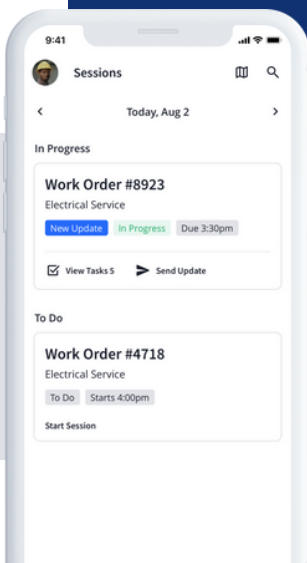 9:41
Sessions
Today, Aug 2
In Progress
Work Order #8923
Electrical Service
New Update In Progress Due 3:30pm
View Tasks 5 Send Update
To Do
Work Order #4718
Electrical Service
To Do Starts 4:00pm
Start Session